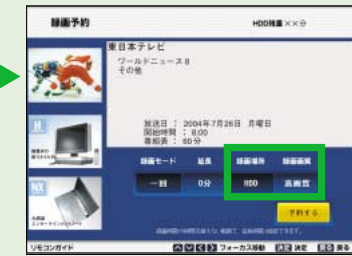 録画予約
HDD残量××分
東日本テレビ
ワールドニュース8
その他
放送日 : 2004年7月26日 月曜日
開始時間 : 8:00
番組長 : 60分
録画モード 延長 録画場所 録画画質
一回 0分 HDD 高画質
予約する
リモコンガイド
フォーカス移動 決定 決定 戻る 戻る